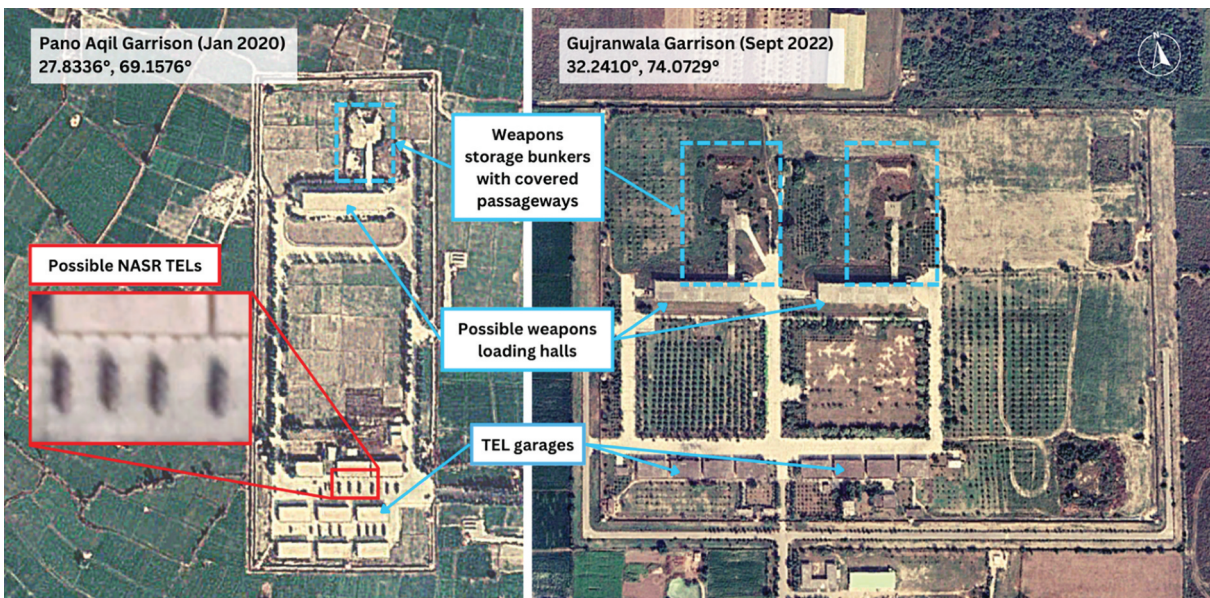 Pano Aqil Garrison (Jan 2020)
27.8336°, 69.1576°
Gujranwala Garrison (Sept 2022)
32.2410°, 74.0729°
Weapons
storage bunkers
with covered
passageways
Possible NASR TELs
Possible weapons
loading halls
TEL garages
N